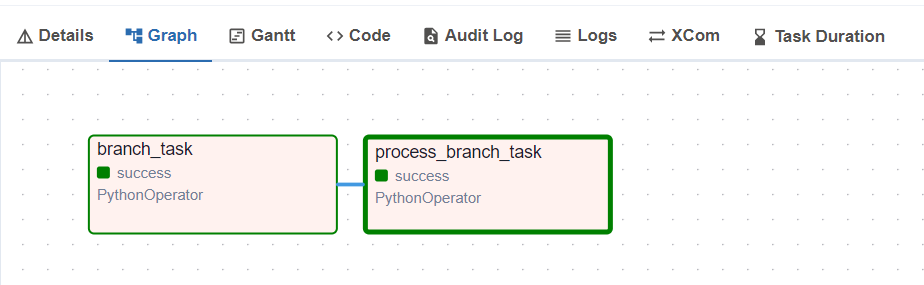 Details Graph Gantt Code Audit Log Logs XCom Task Duration
branch_task
success
PythonOperator
process_branch_task
success
PythonOperator